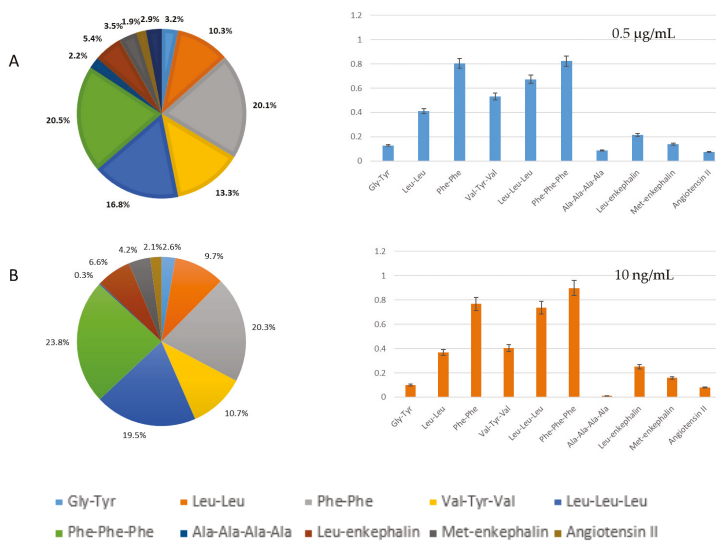 A
3.2%
10.3%
20.1%
13.3%
16.8%
20.5%
2.2%
5.4%
3.5%
1.9%
2.9%
0.5 µg/mL
1.2
1
0.8
0.6
0.4
0.2
0
Gly-Tyr
Leu-Leu
Phe-Phe
Val-Tyr-Val
Leu-Leu-Leu
Phe-Phe-Phe
Ala-Ala-Ala-Ala
Leu-enkephalin
Met-enkephalin
Angiotensin II
B
2.6%
9.7%
20.3%
10.7%
19.5%
23.8%
0.3%
6.6%
4.2%
2.1%
10 ng/mL
1.2
1
0.8
0.6
0.4
0.2
0
Gly-Tyr
Leu-Leu
Phe-Phe
Val-Tyr-Val
Leu-Leu-Leu
Phe-Phe-Phe
Ala-Ala-Ala-Ala
Leu-enkephalin
Met-enkephalin
Angiotensin II
Gly-Tyr Leu-Leu Phe-Phe Val-Tyr-Val Leu-Leu-Leu
Phe-Phe-Phe Ala-Ala-Ala-Ala Leu-enkephalin Met-enkephalin Angiotensin II